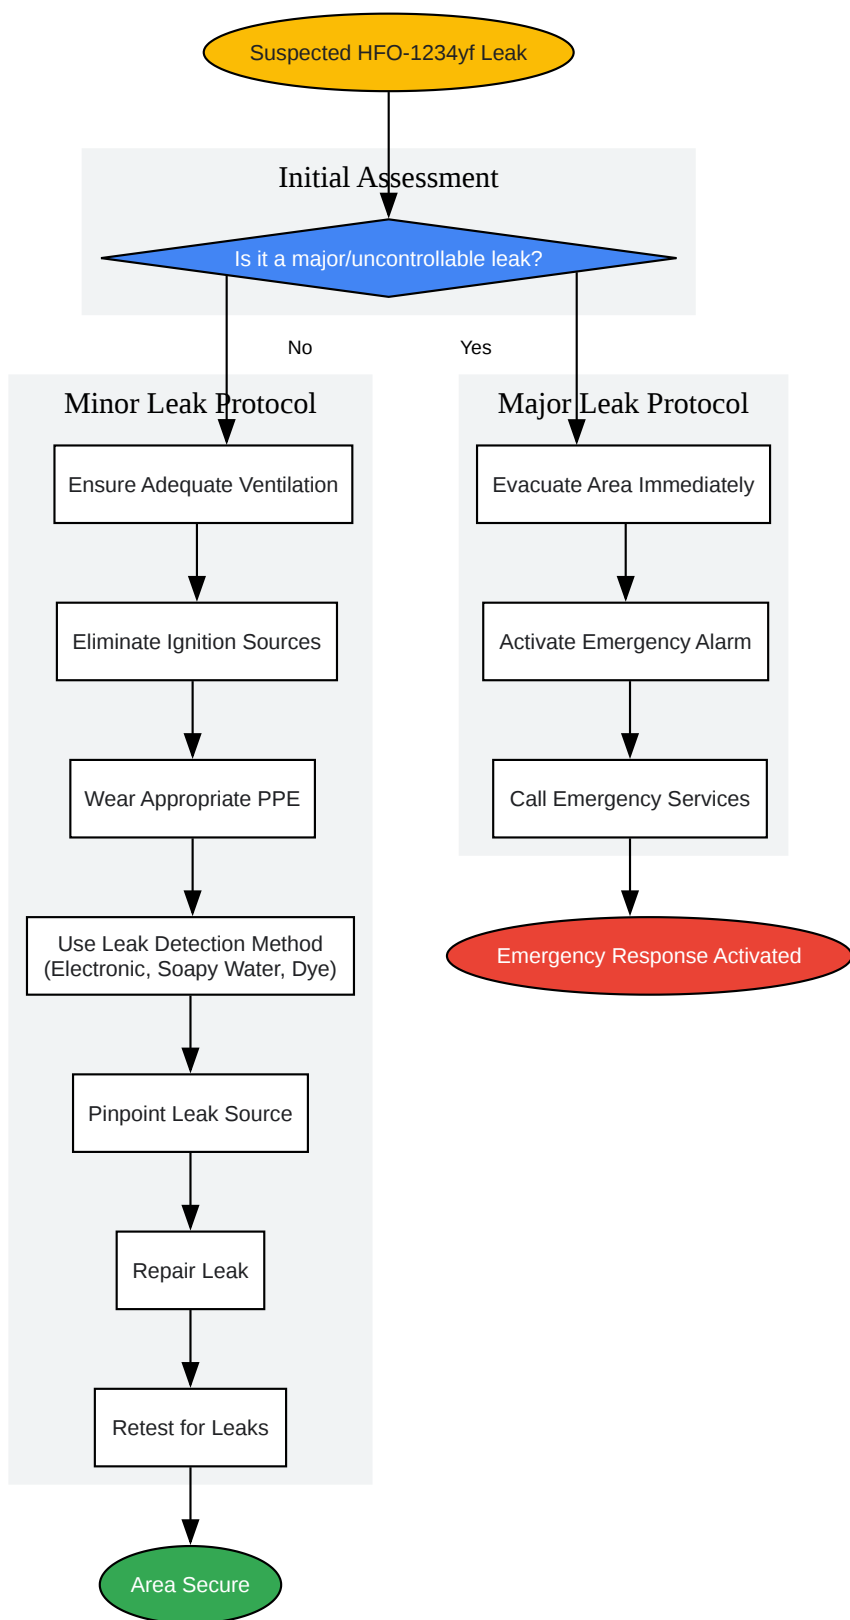 Suspected HFO-1234yf Leak
Initial Assessment
Is it a major/uncontrollable leak?
No
Yes
Minor Leak Protocol
Ensure Adequate Ventilation
Eliminate Ignition Sources
Wear Appropriate PPE
Use Leak Detection Method
(Electronic, Soapy Water, Dye)
Pinpoint Leak Source
Repair Leak
Retest for Leaks
Area Secure
Major Leak Protocol
Evacuate Area Immediately
Activate Emergency Alarm
Call Emergency Services
Emergency Response Activated